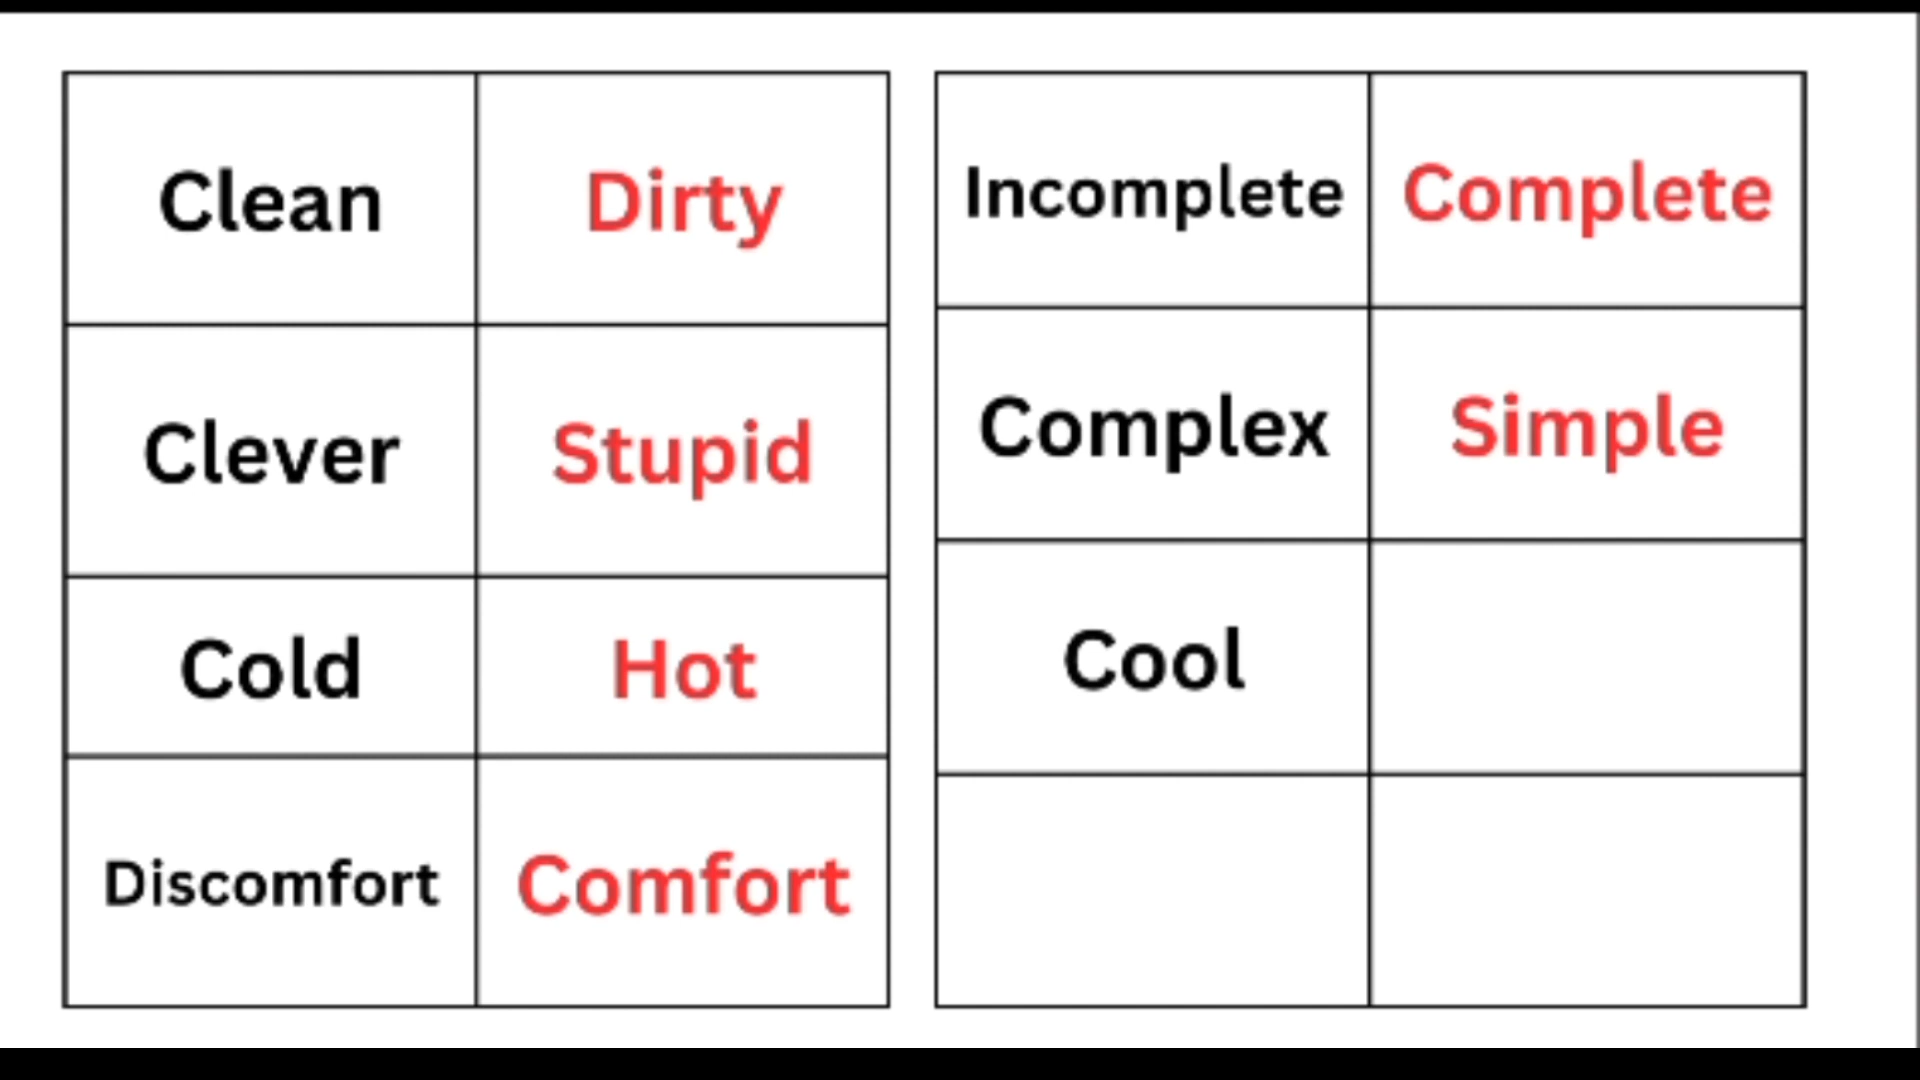 Clean Dirty
Clever Stupid
Cold Hot
Discomfort Comfort
Incomplete Complete
Complex Simple
Cool